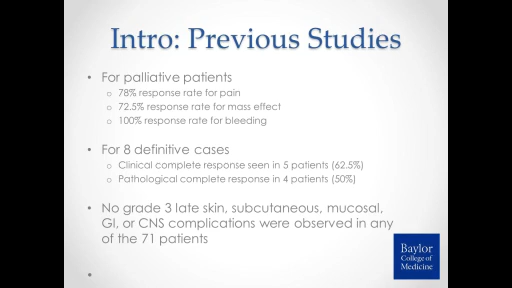 Intro: Previous Studies
• For palliative patients
o 78% response rate for pain
o 72.5% response rate for mass effect
o 100% response rate for bleeding
• For 8 definitive cases
o Clinical complete response seen in 5 patients (62.5%)
o Pathological complete response in 4 patients (50%)
• No grade 3 late skin, subcutaneous, mucosal,
GI, or CNS complications were observed in any
of the 71 patients
•
Baylor
College of
Medicine